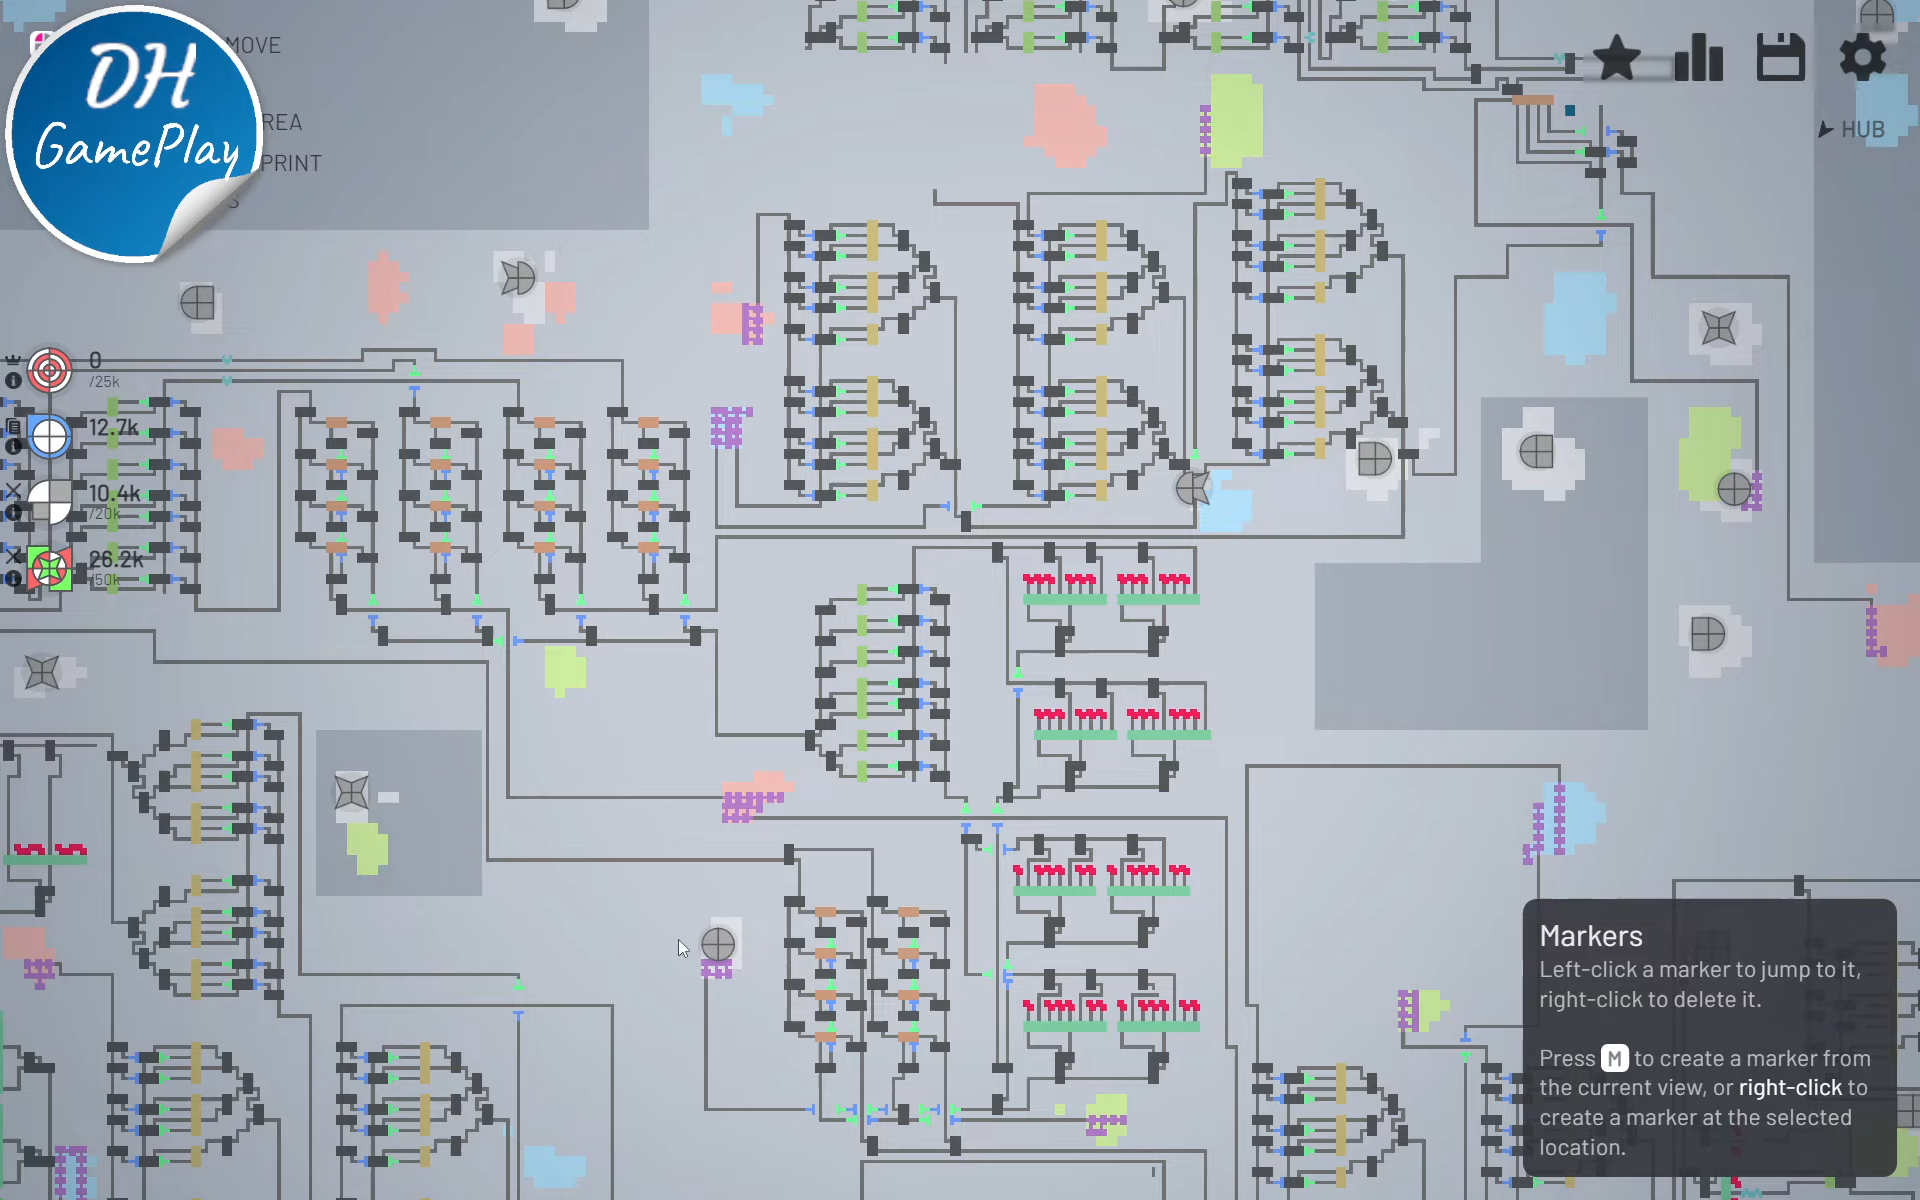 DH
GamePlay
MOVE
REA
PRINT
S
HUB
0
/25k
12.7k
10.4k
/20k
26.2k
/50k
Markers
Left-click a marker to jump to it,
right-click to delete it.
Press M to create a marker from
the current view, or right-click to
create a marker at the selected
location.